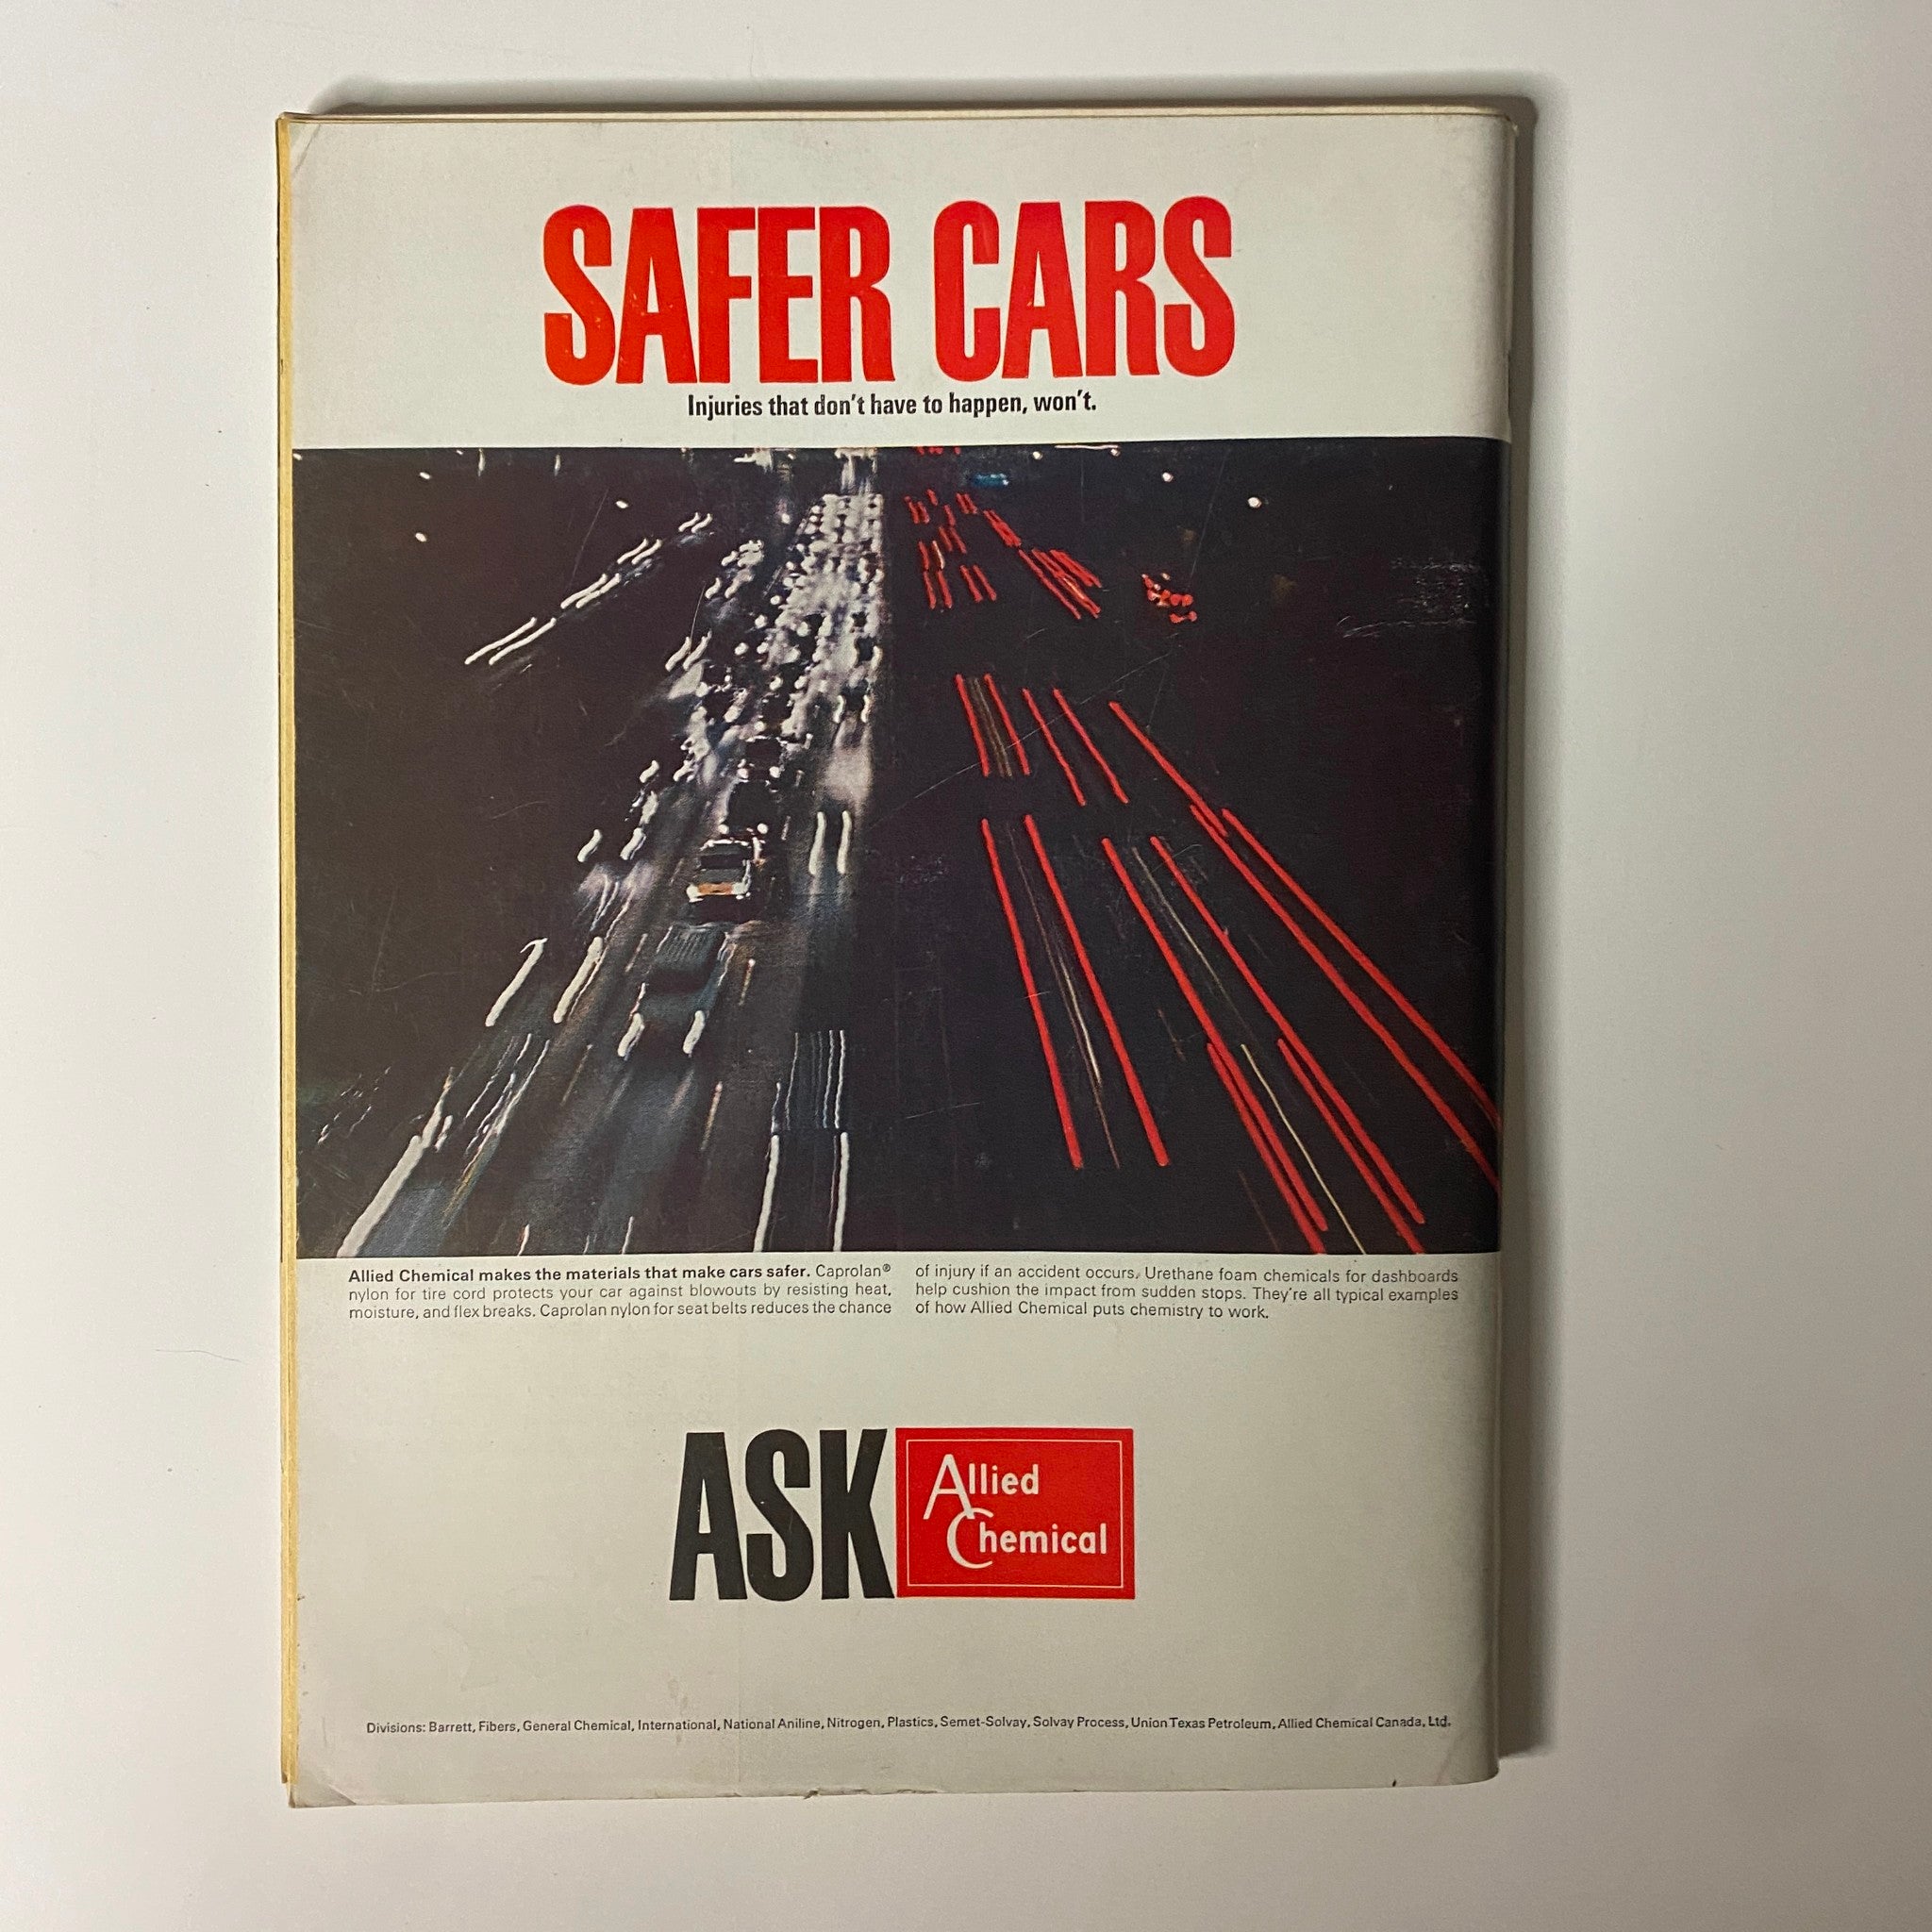 SAFER CARS
Injuries that don't have to happen, won't.
Allied Chemical makes the materials that make cars safer. Caprolan®
nylon for tire cord protects your car against blowouts by resisting heat,
moisture, and flex breaks. Caprolan nylon for seat belts reduces the chance
of injury if an accident occurs. Urethane foam chemicals for dashboards
help cushion the impact from sudden stops. They're all typical examples
of how Allied Chemical puts chemistry to work.
ASK
Allied
Chemical
Divisions: Barrett, Fibers, General Chemical, International, National Aniline, Nitrogen, Plastics, Semet-Solvay, Solvay Process, Union Texas Petroleum, Allied Chemical Canada, Ltd.